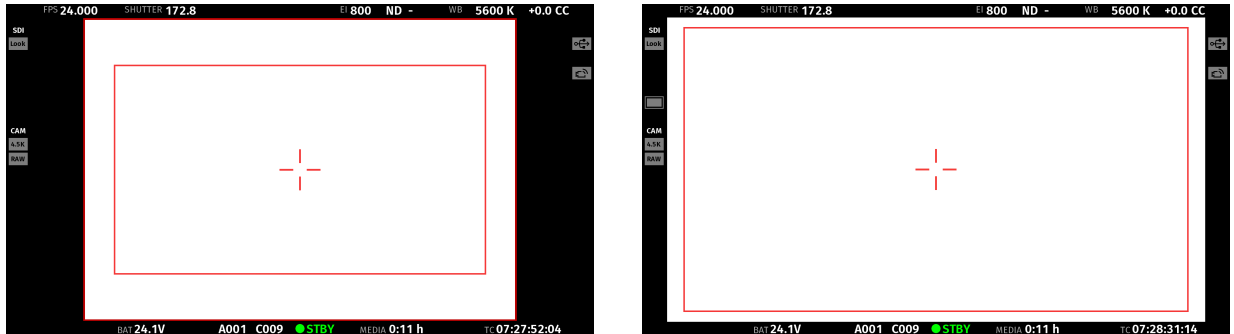 FPS 24.000 SHUTTER 172.8 EI 800 ND - WB 5600 K +0.0 CC
SDI
Look
CAM
4.5K
RAW
BAT 24.1V A001 C009 STBY MEDIA 0:11 h TC 07:27:52:04
FPS 24.000 SHUTTER 172.8 EI 800 ND - WB 5600 K +0.0 CC
SDI
Look
CAM
4.5K
RAW
BAT 24.1V A001 C009 STBY MEDIA 0:11 h TC 07:28:31:14